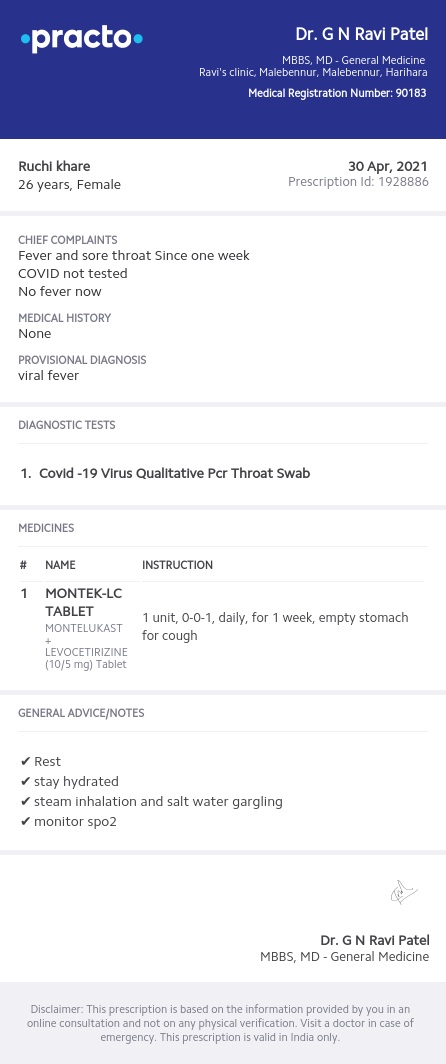 practo
Dr. G N Ravi Patel
MBBS, MD - General Medicine
Ravi's clinic, Malebennur, Malebennur, Harihara
Medical Registration Number: 90183
Ruchi khare
30 Apr, 2021
26 years, Female
Prescription Id: 1928886
CHIEF COMPLAINTS
Fever and sore throat Since one week
COVID not tested
No fever now
MEDICAL HISTORY
None
PROVISIONAL DIAGNOSIS
viral fever
DIAGNOSTIC TESTS
1. Covid -19 Virus Qualitative Pcr Throat Swab
MEDICINES
# NAME INSTRUCTION
1 MONTEK-LC
TABLET
MONTELUKAST
+
LEVOCETIRIZINE
(10/5 mg) Tablet
1 unit, 0-0-1, daily, for 1 week, empty stomach
for cough
GENERAL ADVICE/NOTES
✔ Rest
✔ stay hydrated
✔ steam inhalation and salt water gargling
✔ monitor spo2
Dr. G N Ravi Patel
MBBS, MD - General Medicine
Disclaimer: This prescription is based on the information provided by you in an
online consultation and not on any physical verification. Visit a doctor in case of
emergency. This prescription is valid in India only.